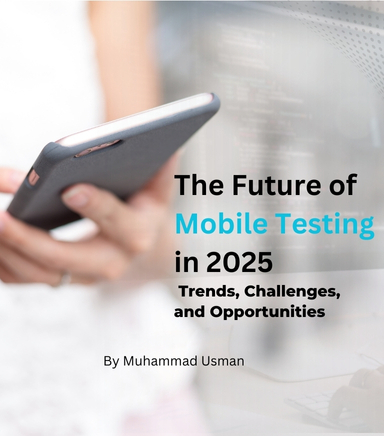 The Future of
Mobile Testing
in 2025
Trends, Challenges,
and Opportunities
By Muhammad Usman